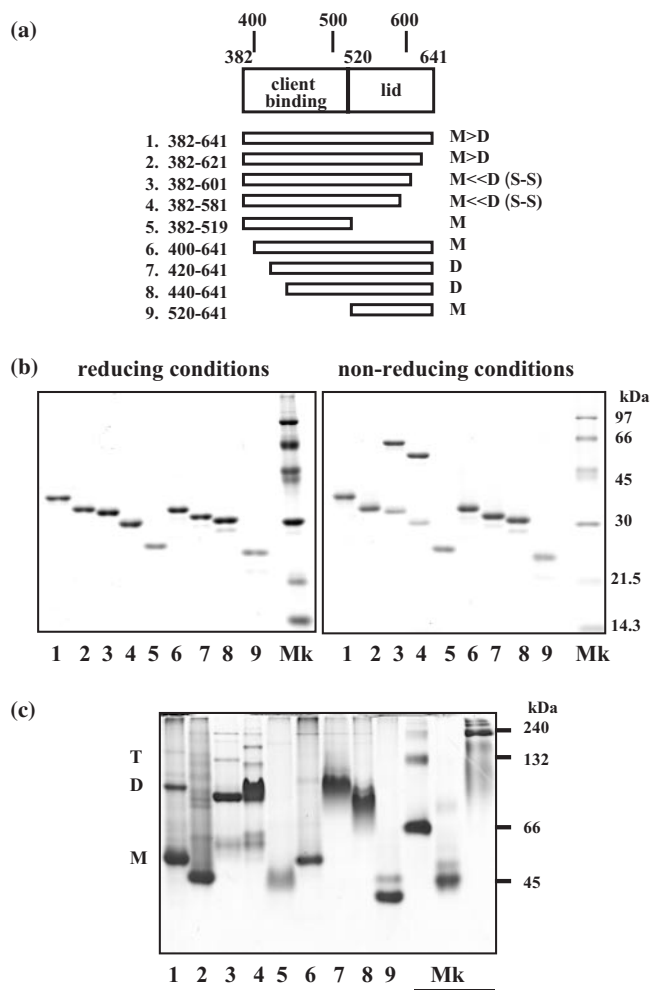 (a)
400 500 600
382 520 641
client binding lid
1. 382-641 M>D
2. 382-621 M>D
3. 382-601 M<<D (S-S)
4. 382-581 M<<D (S-S)
5. 382-519 M
6. 400-641 M
7. 420-641 D
8. 440-641 D
9. 520-641 M
(b) reducing conditions non-reducing conditions
kDa
97
66
45
30
21.5
14.3
1 2 3 4 5 6 7 8 9 Mk 1 2 3 4 5 6 7 8 9 Mk
(c)
kDa
240
T 132
D
66
M
45
1 2 3 4 5 6 7 8 9 Mk